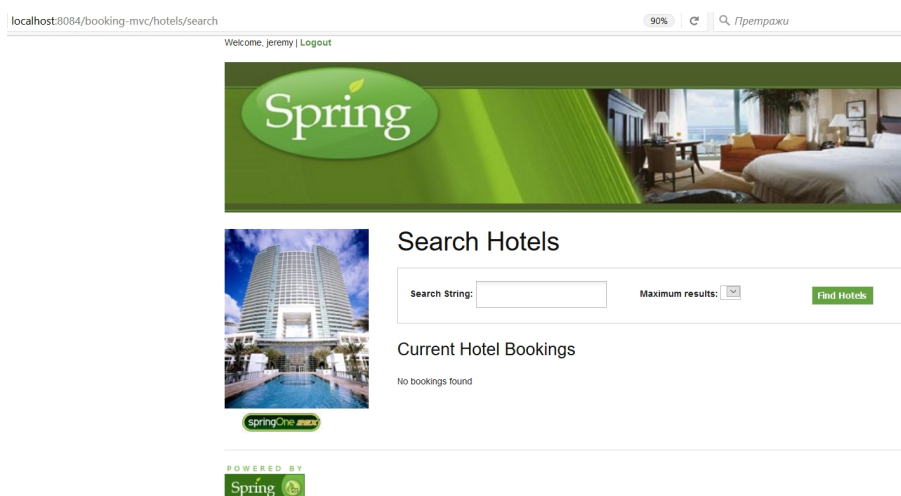 localhost:8084/booking-mvc/hotels/search
90%
Претражи
Welcome, jeremy | Logout
Spring
Search Hotels
Search String:
Maximum results:
Find Hotels
Current Hotel Bookings
No bookings found
springOne 2GX
POWERED BY
Spring